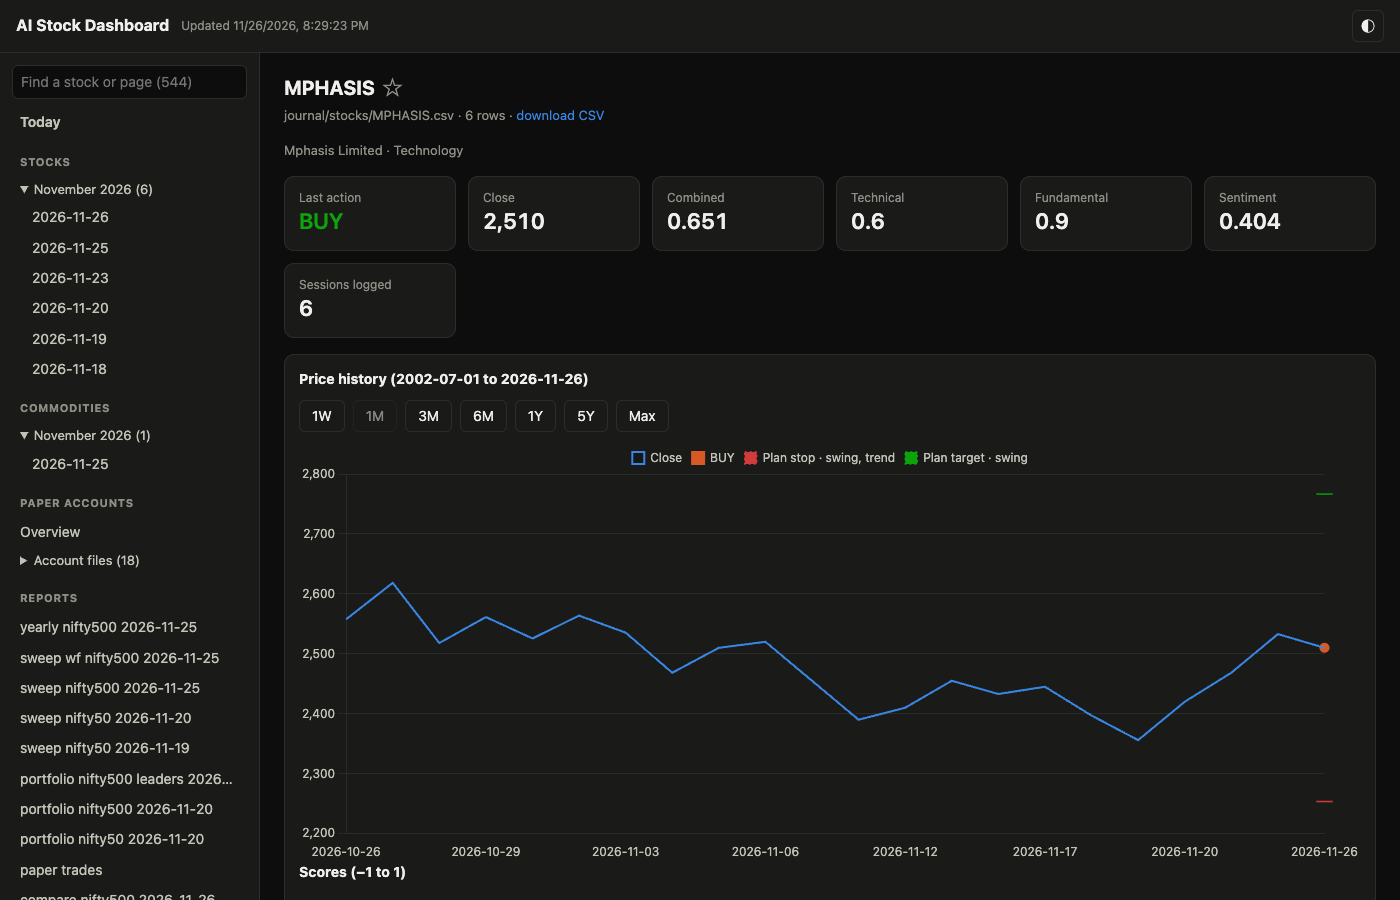 AI Stock Dashboard Updated 11/26/2026, 8:29:23 PM
Find a stock or page (544)
Today
STOCKS
▼ November 2026 (6)
2026-11-26
2026-11-25
2026-11-23
2026-11-20
2026-11-19
2026-11-18
COMMODITIES
▼ November 2026 (1)
2026-11-25
PAPER ACCOUNTS
Overview
▶ Account files (18)
REPORTS
yearly nifty500 2026-11-25
sweep wf nifty500 2026-11-25
sweep nifty500 2026-11-25
sweep nifty50 2026-11-20
sweep nifty50 2026-11-19
portfolio nifty500 leaders 2026...
portfolio nifty500 2026-11-20
portfolio nifty50 2026-11-20
paper trades
compare nifty500 2026-11-26
MPHASIS ☆
journal/stocks/MPHASIS.csv · 6 rows · download CSV
Mphasis Limited · Technology
Last action
BUY
Close
2,510
Combined
0.651
Technical
0.6
Fundamental
0.9
Sentiment
0.404
Sessions logged
6
Price history (2002-07-01 to 2026-11-26)
1W 1M 3M 6M 1Y 5Y Max
Close BUY Plan stop · swing, trend Plan target · swing
2,800
2,700
2,600
2,500
2,400
2,300
2,200
2026-10-26 2026-10-29 2026-11-03 2026-11-06 2026-11-12 2026-11-17 2026-11-20 2026-11-26
Scores (−1 to 1)